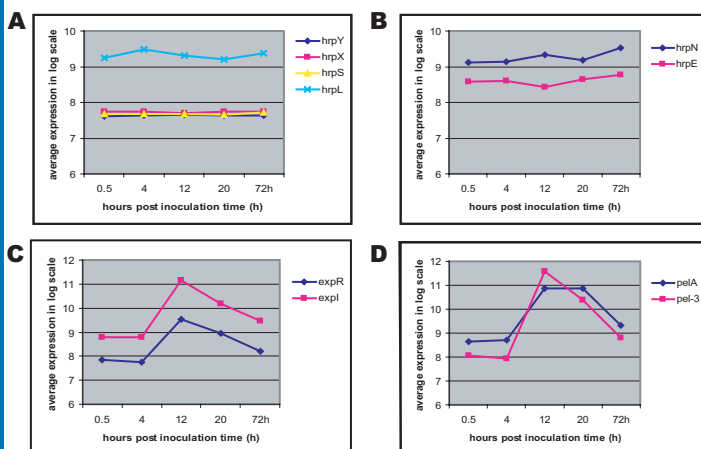 A
average expression in log scale
10
9
8
7
6
0.5 4 12 20 72h
hours post inoculation time (h)
hrpY
hrpX
hrpS
hrpL
B
average expression in log scale
10
9
8
7
6
0.5 4 12 20 72h
hours post inoculation time (h)
hrpN
hrpE
C
average expression in log scale
12
11
10
9
8
7
6
0.5 4 12 20 72h
hours post inoculation time (h)
expR
expI
D
average expression in log scale
12
11
10
9
8
7
6
0.5 4 12 20 72h
hours post inoculation time (h)
pelA
pel-3